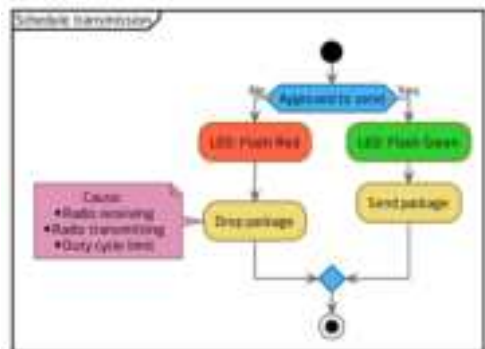 Schedule transmission
No
Approved to send
Yes
LED: Flash Red
LED: Flash Green
Cause:
•Radio receiving
•Radio transmitting
•Duty cycle limit
Drop package
Send package